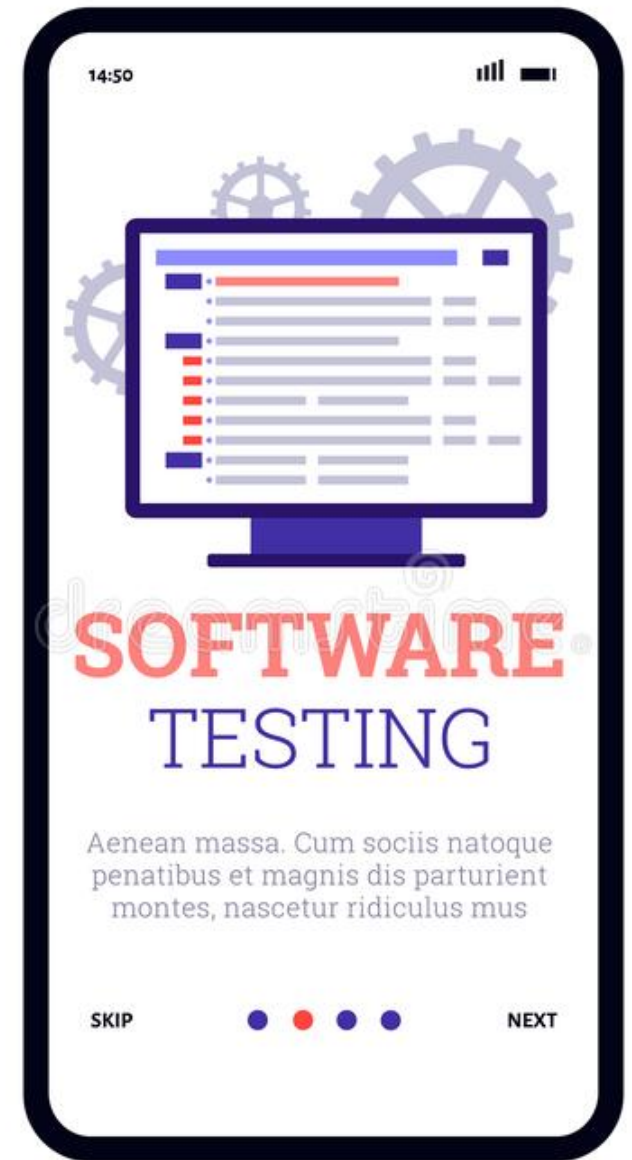 14:50
dreamstime.
SOFTWARE
TESTING
Aenean massa. Cum sociis natoque
penatibus et magnis dis parturient
montes, nascetur ridiculus mus
SKIP
NEXT